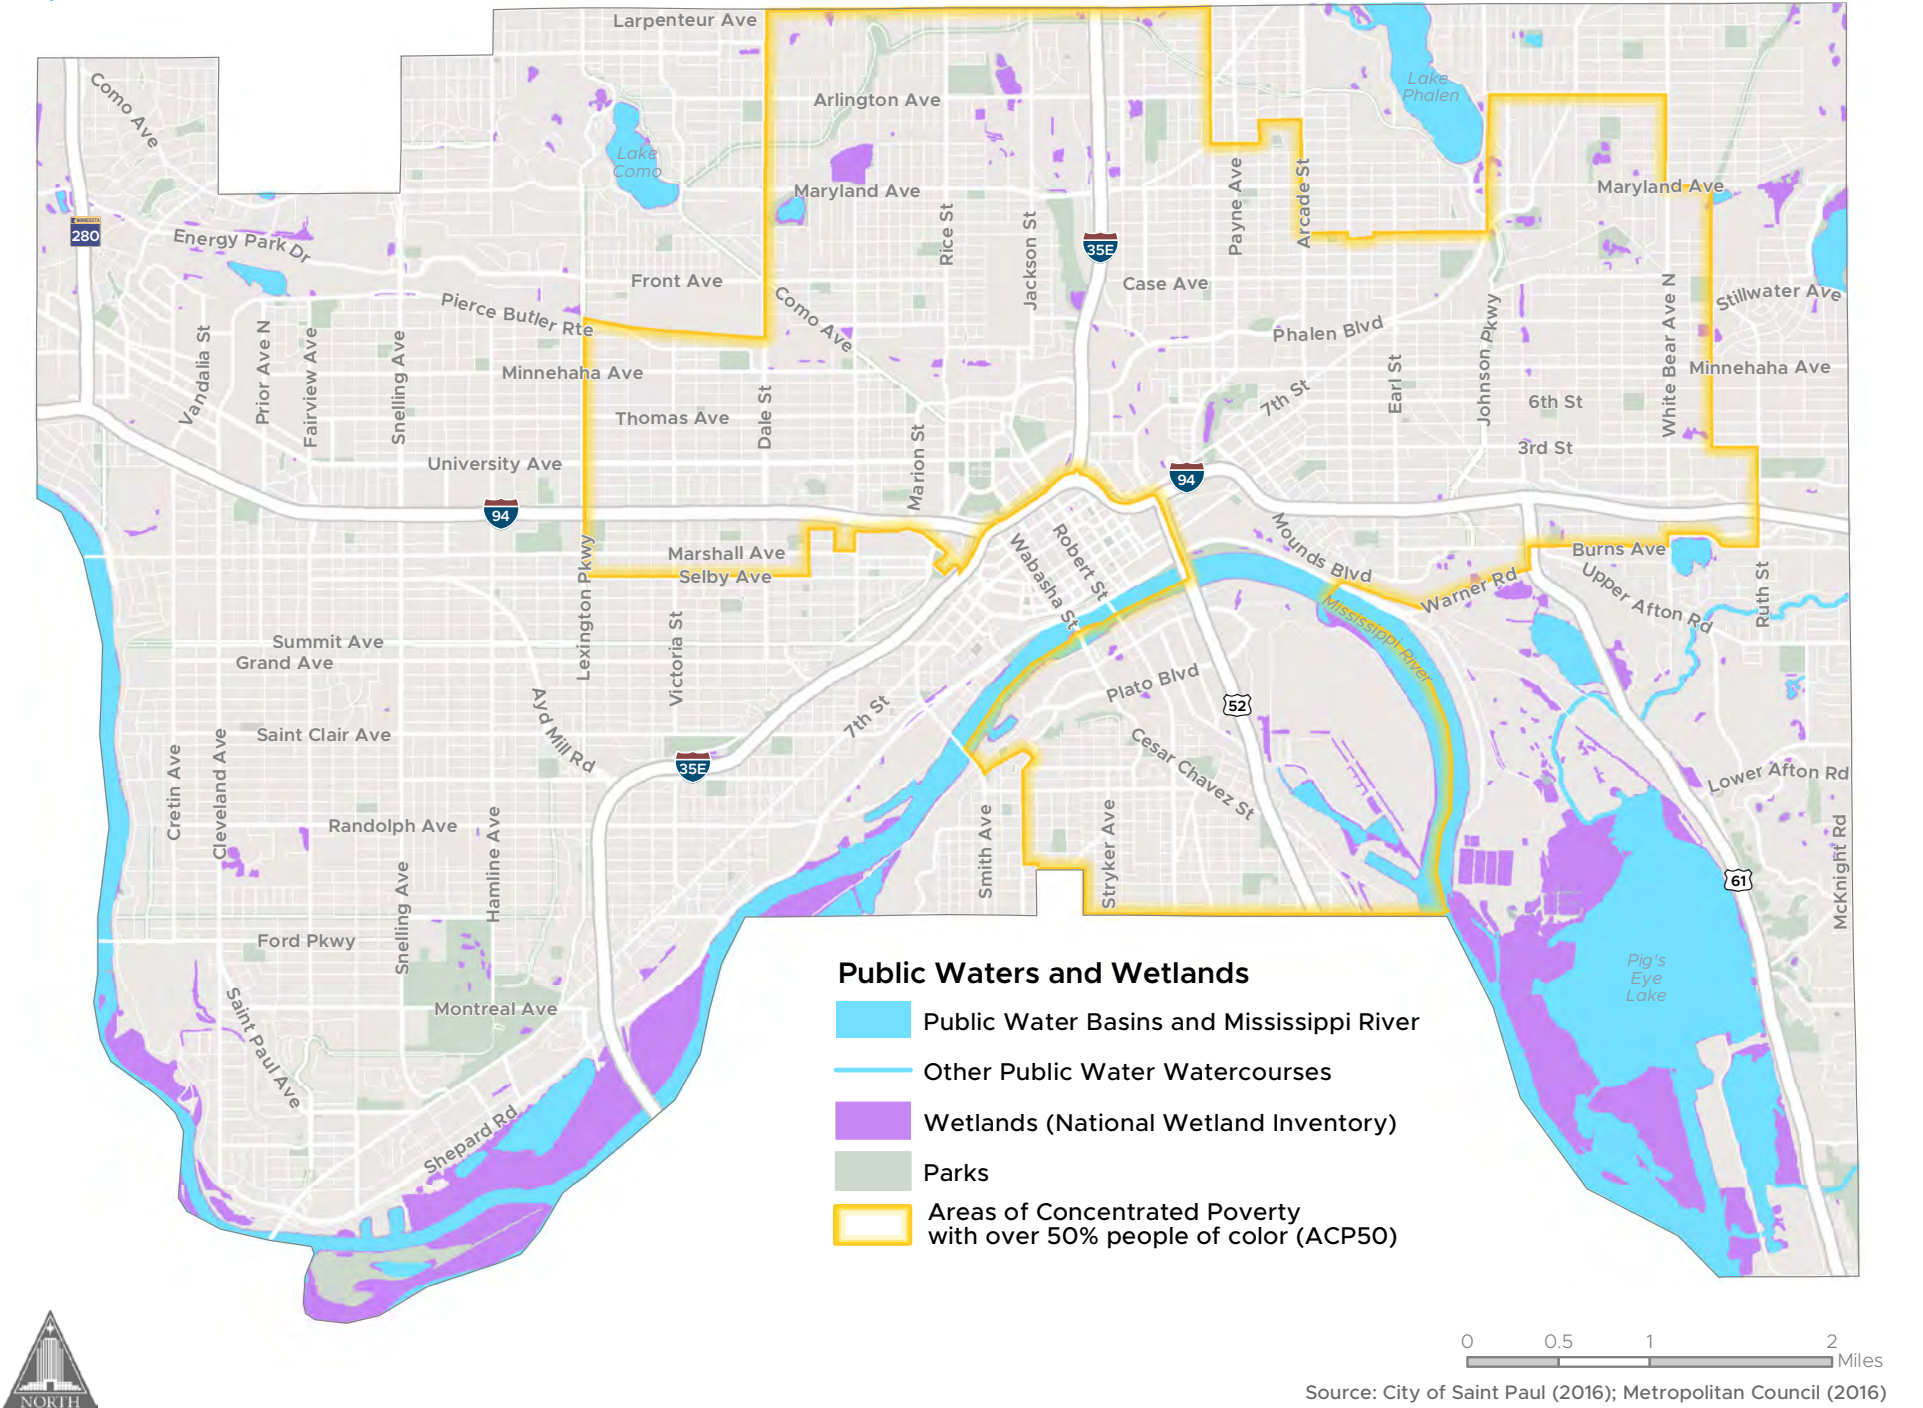 Larpenteur Ave
Como Ave
Arlington Ave
Lake
Phalen
Lake
Como
Maryland Ave
Maryland Ave
MINNESOTA
280
Energy Park Dr
Rice St
Jackson St
35E
Payne Ave
Arcade St
Front Ave
Case Ave
Como Ave
Stillwater Ave
Pierce Butler Rte
Phalen Blvd
Vandalia St
Prior Ave N
Fairview Ave
Snelling Ave
Minnehaha Ave
Minnehaha Ave
Earl St
Johnson Pkwy
White Bear Ave N
Thomas Ave
Dale St
7th St
6th St
3rd St
University Ave
Marion St
94
94
Marshall Ave
Selby Ave
Lexington Pkwy
Robert St
Wabasha St
Mounds Blvd
Burns Ave
Warner Rd
Upper Afton Rd
Ruth St
Mississippi River
Summit Ave
Grand Ave
Victoria St
Plato Blvd
52
Ayd Mill Rd
7th St
Saint Clair Ave
Cesar Chavez St
35E
Lower Afton Rd
Cretin Ave
Cleveland Ave
Randolph Ave
Hamline Ave
Smith Ave
Stryker Ave
McKnight Rd
61
Snelling Ave
Ford Pkwy
Pig's
Eye
Lake
Montreal Ave
Saint Paul Ave
Shepard Rd
Public Waters and Wetlands
Public Water Basins and Mississippi River
Other Public Water Watercourses
Wetlands (National Wetland Inventory)
Parks
Areas of Concentrated Poverty
with over 50% people of color (ACP50)
NORTH
0 0.5 1 2
Miles
Source: City of Saint Paul (2016); Metropolitan Council (2016)